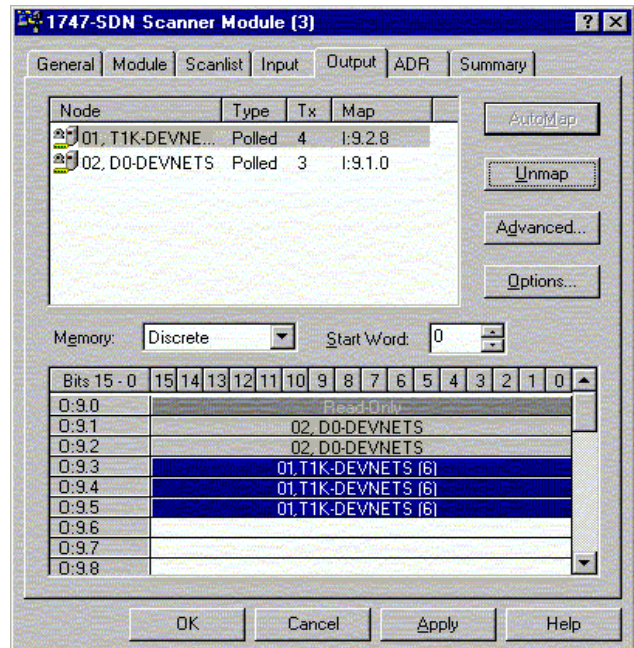 1747-SDN Scanner Module (3)
General Module Scanlist Input Output ADR Summary
Node Type Tx Map
01, T1K-DEVNE... Polled 4 I:9.2.8
02, D0-DEVNETS Polled 3 I:9.1.0
AutoMap
Unmap
Advanced...
Options...
Memory: Discrete Start Word: 0
Bits 15 - 0 15 14 13 12 11 10 9 8 7 6 5 4 3 2 1 0
O:9.0 Read-Only
O:9.1 02, D0-DEVNETS
O:9.2 02, D0-DEVNETS
O:9.3 01,T1K-DEVNETS (6)
O:9.4 01,T1K-DEVNETS (6)
O:9.5 01,T1K-DEVNETS (6)
O:9.6
O:9.7
O:9.8
OK Cancel Apply Help